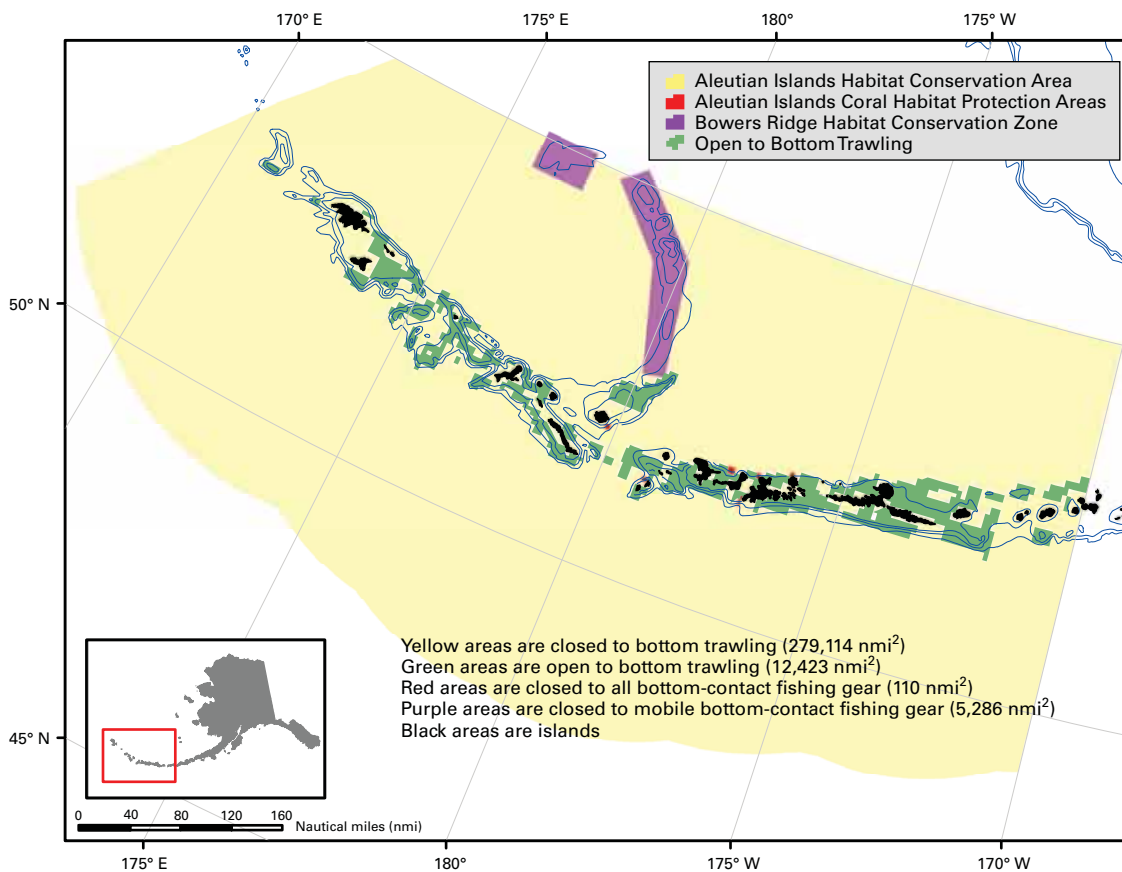 170° E 175° E 180° 175° W
Aleutian Islands Habitat Conservation Area
Aleutian Islands Coral Habitat Protection Areas
Bowers Ridge Habitat Conservation Zone
Open to Bottom Trawling
50° N
Yellow areas are closed to bottom trawling (279,114 nmi²)
Green areas are open to bottom trawling (12,423 nmi²)
Red areas are closed to all bottom-contact fishing gear (110 nmi²)
Purple areas are closed to mobile bottom-contact fishing gear (5,286 nmi²)
Black areas are islands
45° N
0 40 80 120 160
Nautical miles (nmi)
175° E 180° 175° W 170° W